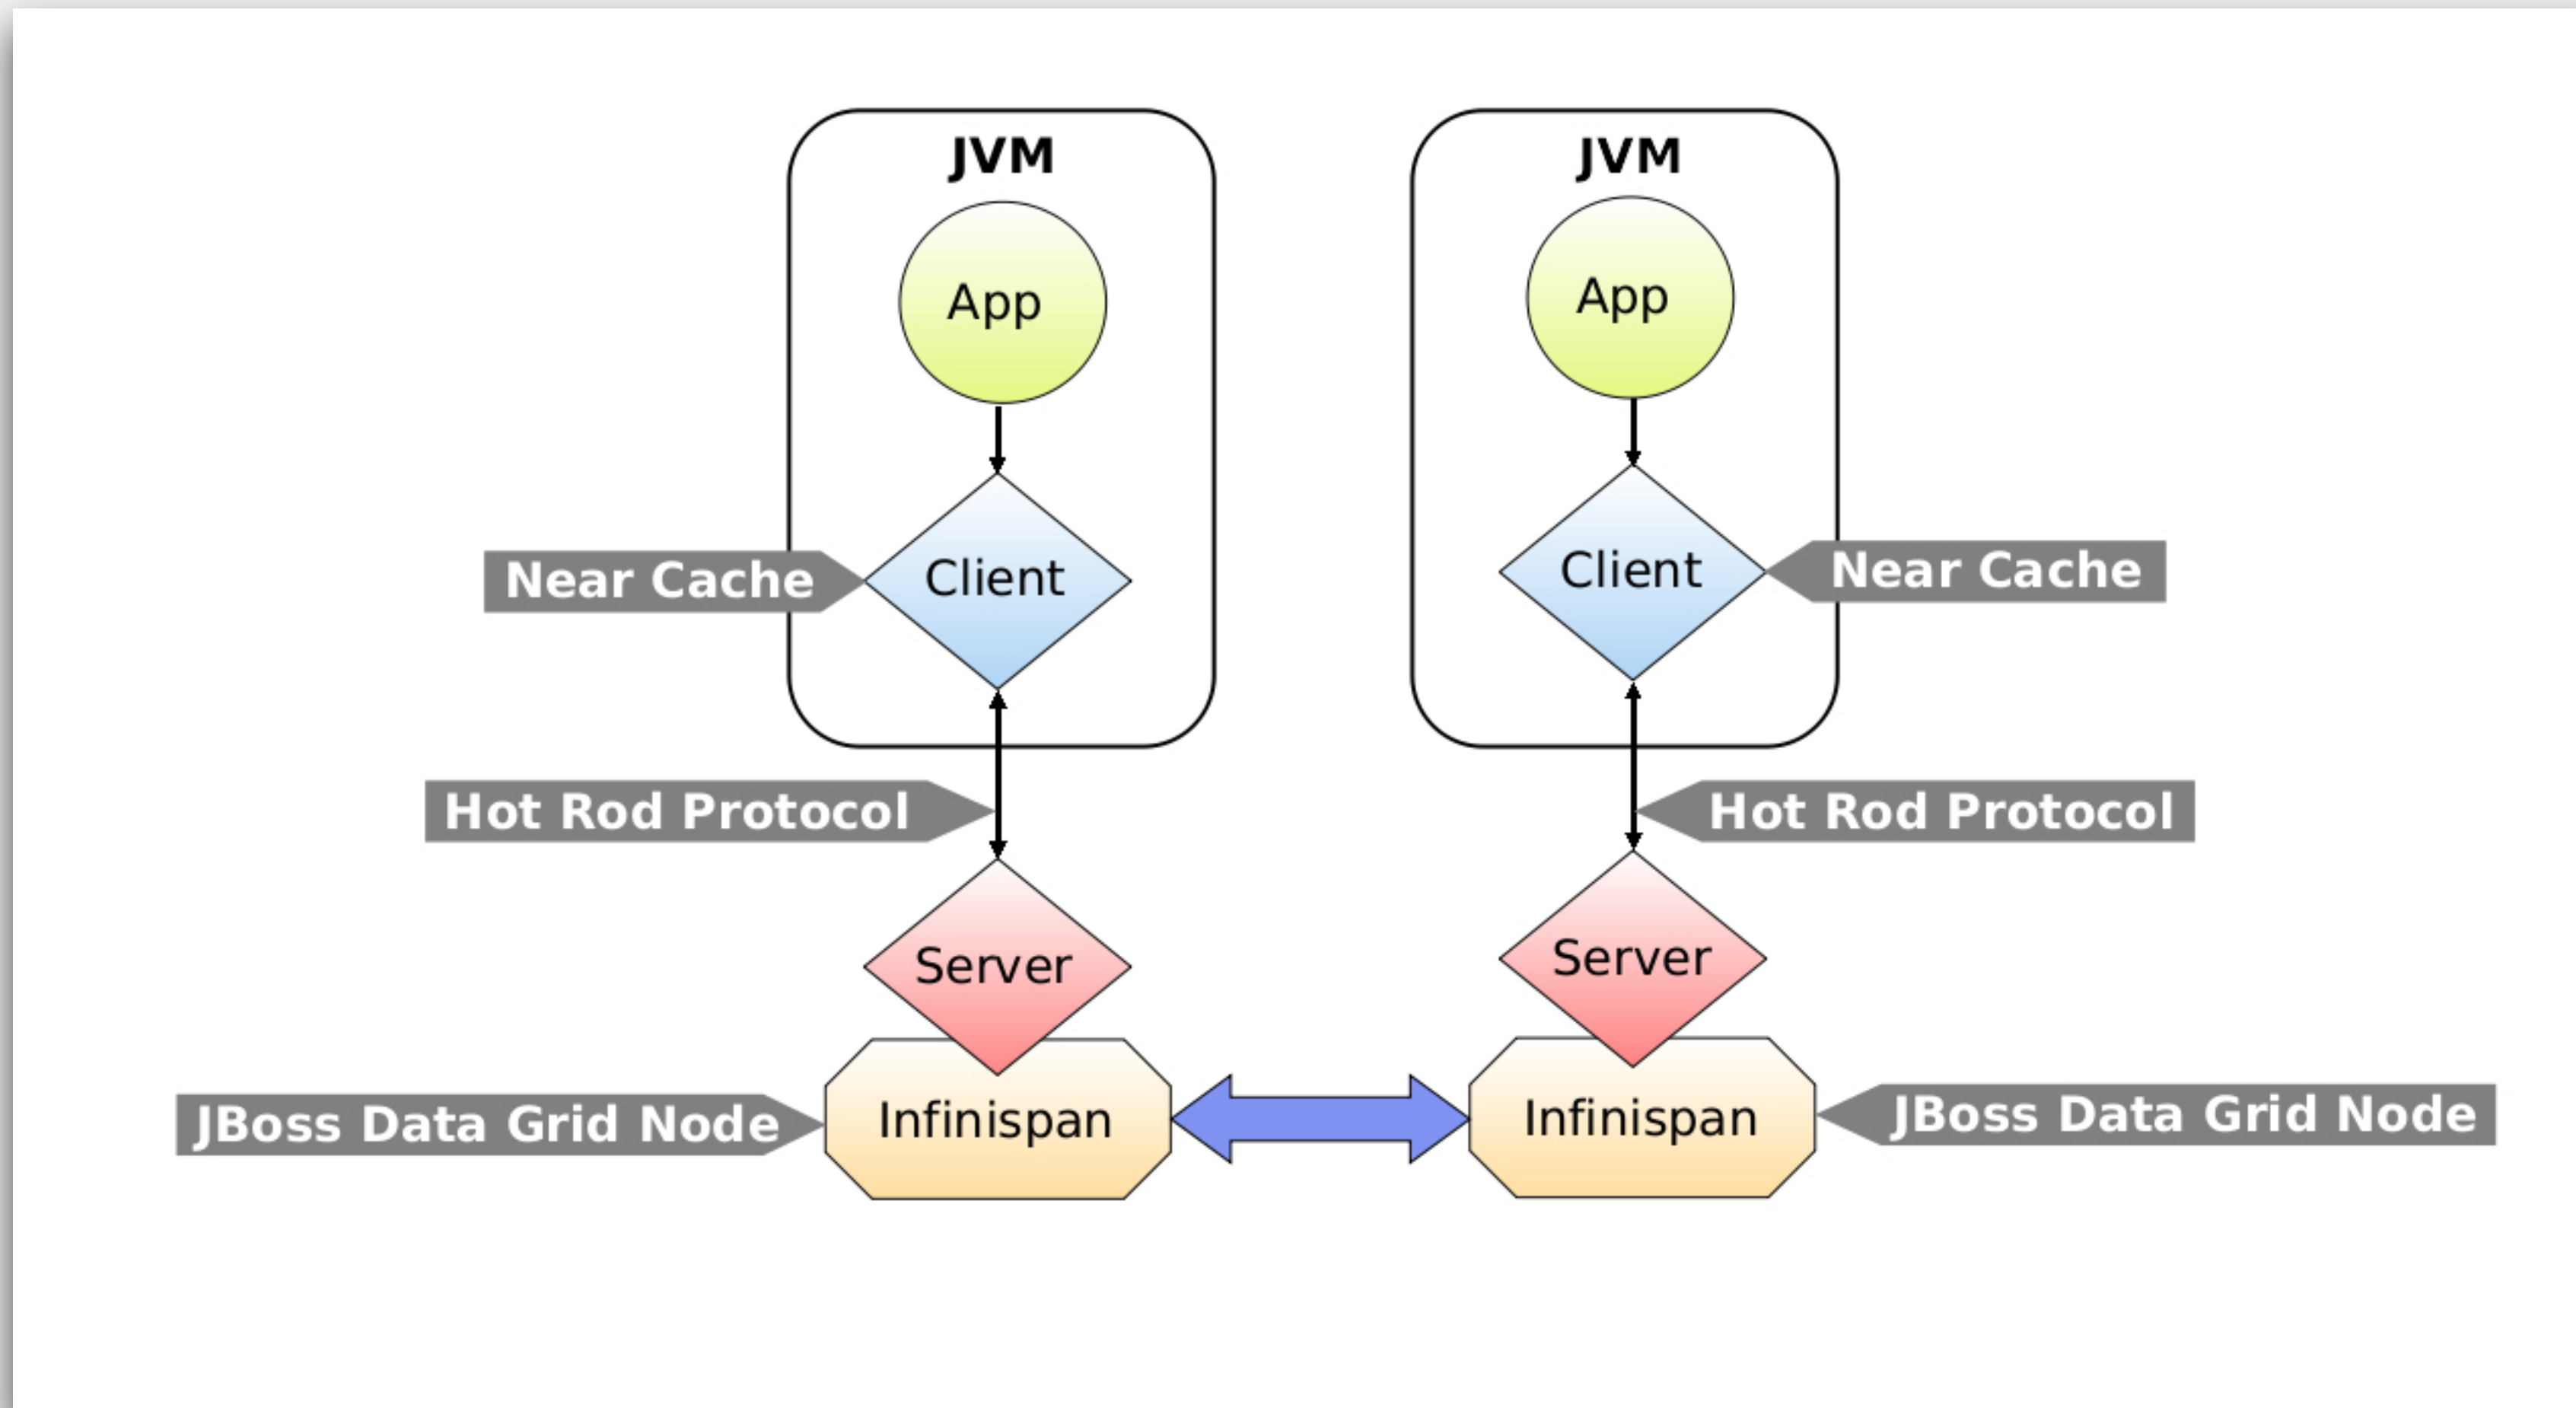 JVM
JVM
App
App
Near Cache
Client
Client
Near Cache
Hot Rod Protocol
Hot Rod Protocol
Server
Server
JBoss Data Grid Node
Infinispan
Infinispan
JBoss Data Grid Node